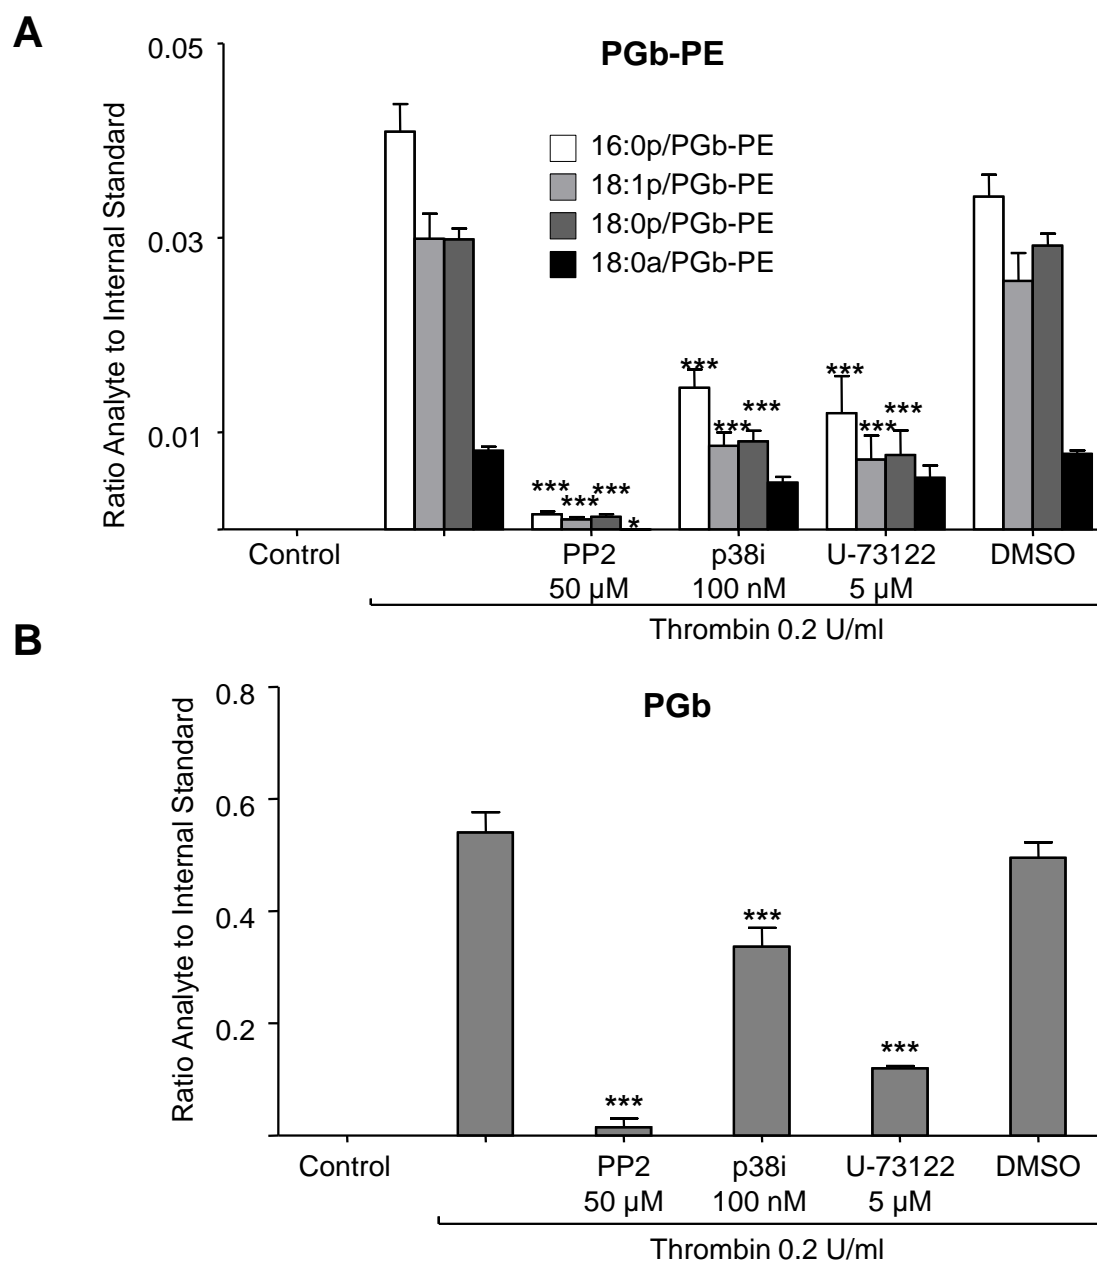 A
PGb-PE
Ratio Analyte to Internal Standard
0.05
0.03
0.01
16:0p/PGb-PE
18:1p/PGb-PE
18:0p/PGb-PE
18:0a/PGb-PE
*** *** *** *
*** *** ***
*** *** ***
Control PP2 p38i U-73122 DMSO
50 µM 100 nM 5 µM
Thrombin 0.2 U/ml
B
PGb
Ratio Analyte to Internal Standard
0.8
0.6
0.4
0.2
***
***
***
Control PP2 p38i U-73122 DMSO
50 µM 100 nM 5 µM
Thrombin 0.2 U/ml